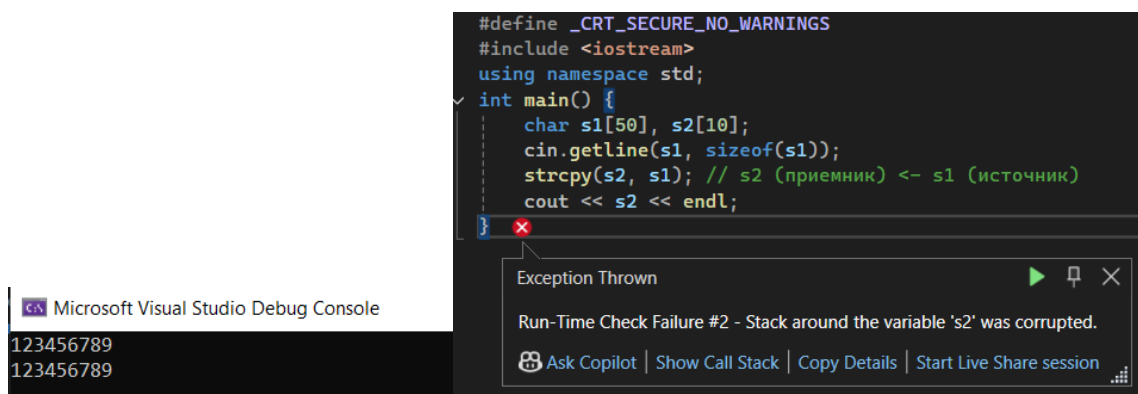 #define _CRT_SECURE_NO_WARNINGS
#include <iostream>
using namespace std;
int main() {
char s1[50], s2[10];
cin.getline(s1, sizeof(s1));
strcpy(s2, s1); // s2 (приемник) <- s1 (источник)
cout << s2 << endl;
}
Exception Thrown
Run-Time Check Failure #2 - Stack around the variable 's2' was corrupted.
Ask Copilot | Show Call Stack | Copy Details | Start Live Share session
Microsoft Visual Studio Debug Console
123456789
123456789